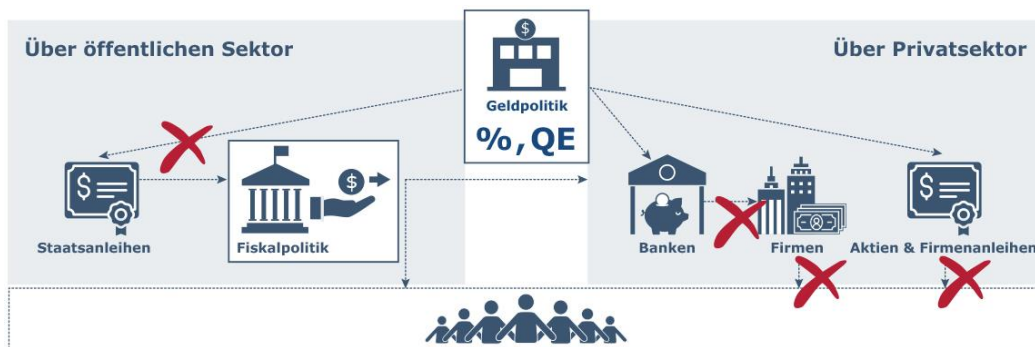 Über öffentlichen Sektor
Über Privatsektor
$
Geldpolitik
%, QE
$
$
$
Staatsanleihen
Fiskalpolitik
Banken
Firmen
Aktien & Firmenanleihen